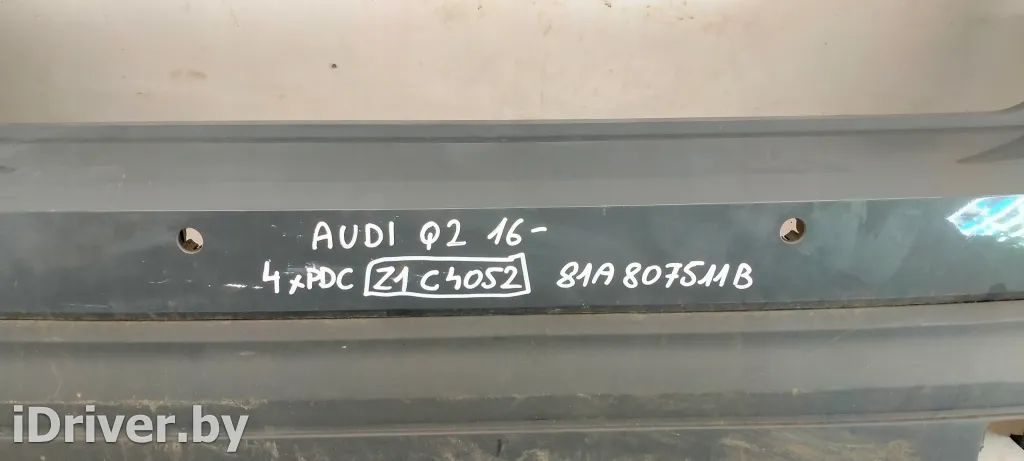 AUDI Q2 16-
4xPDC Z1C4052 81A807511B
iDriver.by